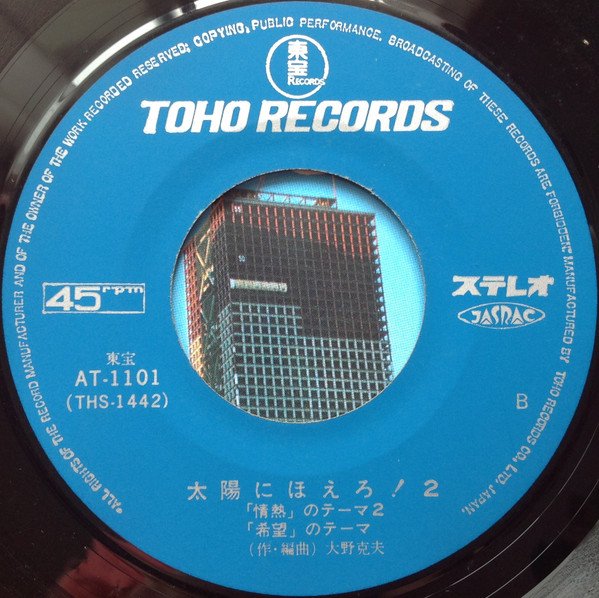 *ALL RIGHTS OF THE RECORD MANUFACTURER AND OF THE OWNER OF THE WORK RECORDED RESERVED; COPYING, PUBLIC PERFORMANCE, BROADCASTING OF THESE RECORDS ARE FORBIDDEN" MANUFACTURED BY TOHO RECORDS CO., LTD. JAPAN.
東宝
RECORDS
TOHO RECORDS
45rpm
ステレオ
JASRAC
東宝
AT-1101
(THS-1442)
B
太陽にほえろ!2
「情熱」のテーマ2
「希望」のテーマ
(作・編曲) 大野克夫